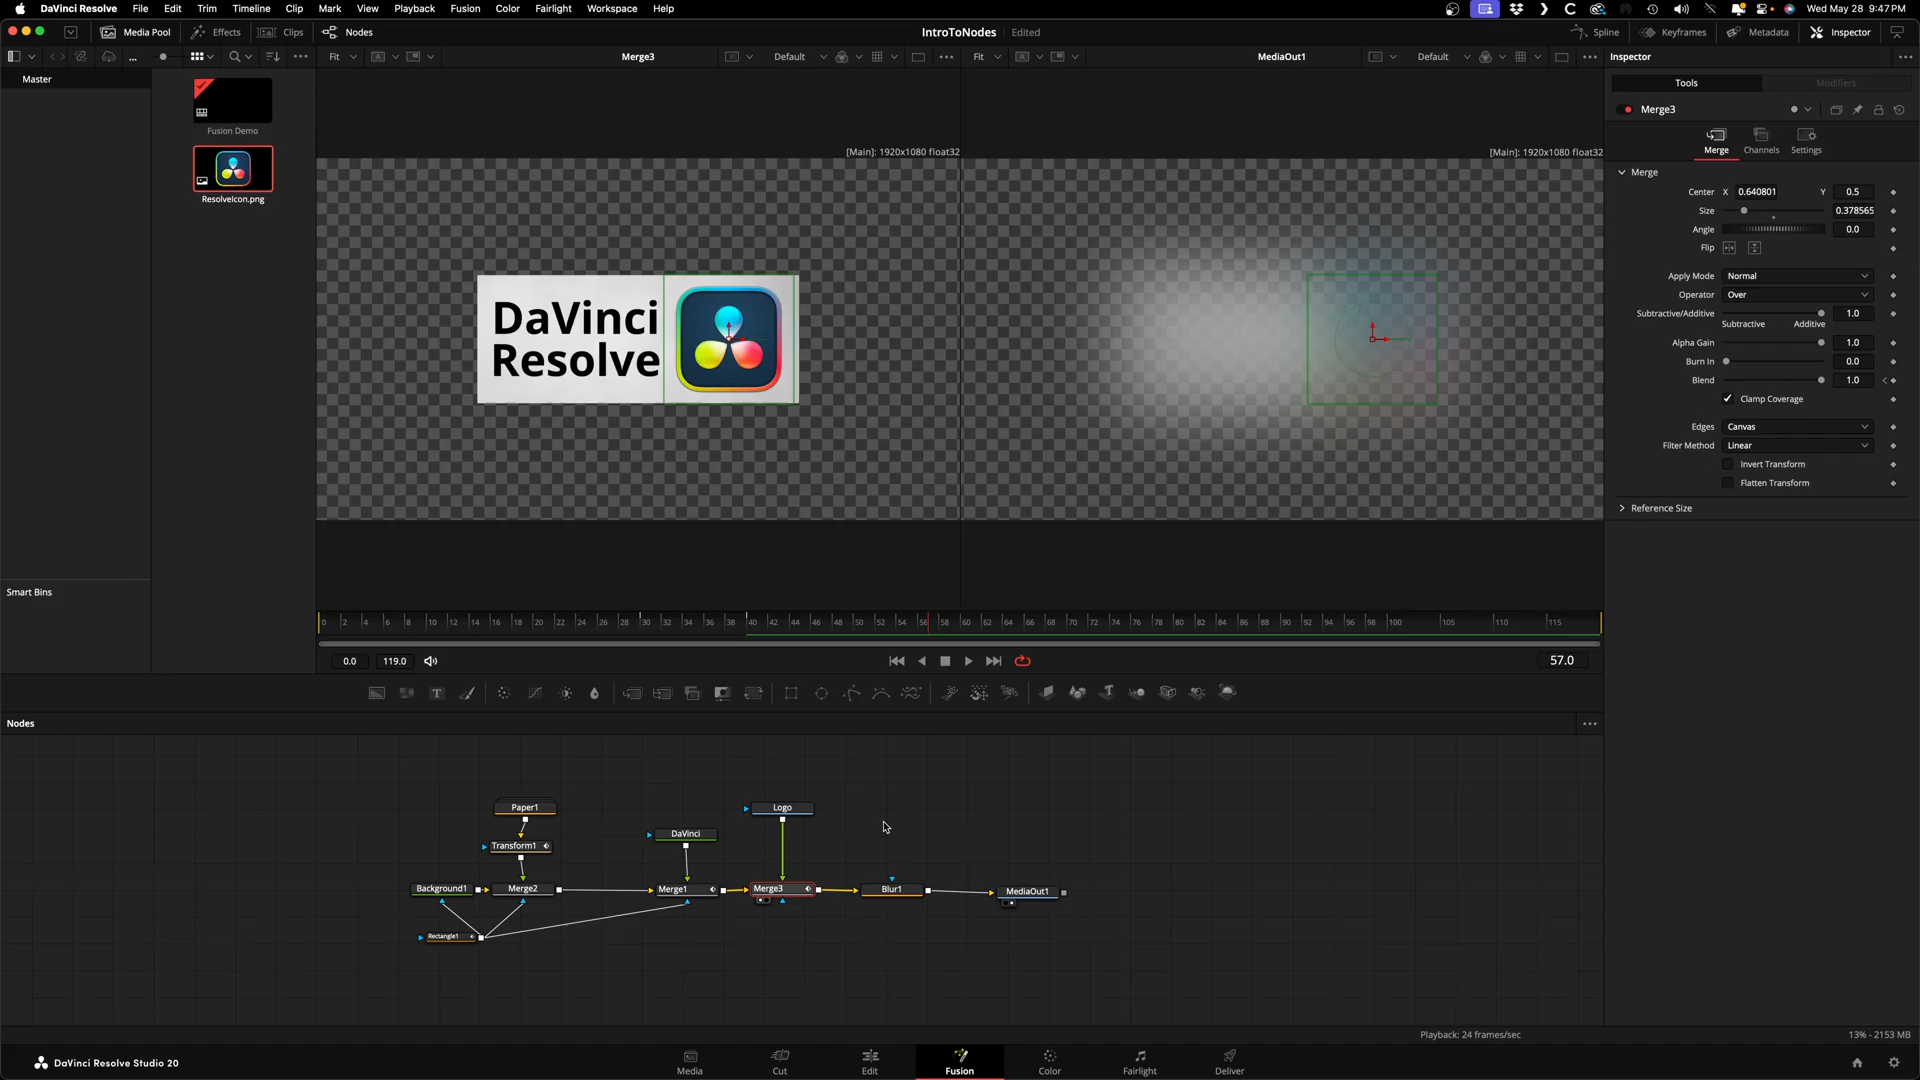 DaVinci Resolve File Edit Trim Timeline Clip Mark View Playback Fusion Color Fairlight Workspace Help
Wed May 28 9:47 PM
Media Pool Effects Clips Nodes
IntroToNodes Edited
Spline Keyframes Metadata Inspector
Fit Merge3 Default
Fit MediaOut1 Default
Inspector
Master
Tools Modifiers
Merge3
Fusion Demo
ResolveIcon.png
Merge Channels Settings
[Main]: 1920x1080 float32
[Main]: 1920x1080 float32
Merge
Center X 0.640801 Y 0.5
Size 0.378565
Angle 0.0
Flip
Apply Mode Normal
Operator Over
Subtractive/Additive 1.0
Subtractive Additive
Alpha Gain 1.0
Burn In 0.0
Blend 1.0
Clamp Coverage
Edges Canvas
Filter Method Linear
Invert Transform
Flatten Transform
Reference Size
DaVinci
Resolve
Smart Bins
0 2 4 6 8 10 12 14 16 18 20 22 24 26 28 30 32 34 36 38 40 42 44 46 48 50 52 54 56 58 60 62 64 66 68 70 72 74 76 78 80 82 84 86 88 90 92 94 96 98 100 105 110 115
0.0 119.0
57.0
Nodes
Paper1
Logo
DaVinci
Transform1
Background1
Merge2
Merge1
Merge3
Blur1
MediaOut1
Rectangle1
Playback: 24 frames/sec
13% - 2153 MB
DaVinci Resolve Studio 20
Media Cut Edit Fusion Color Fairlight Deliver